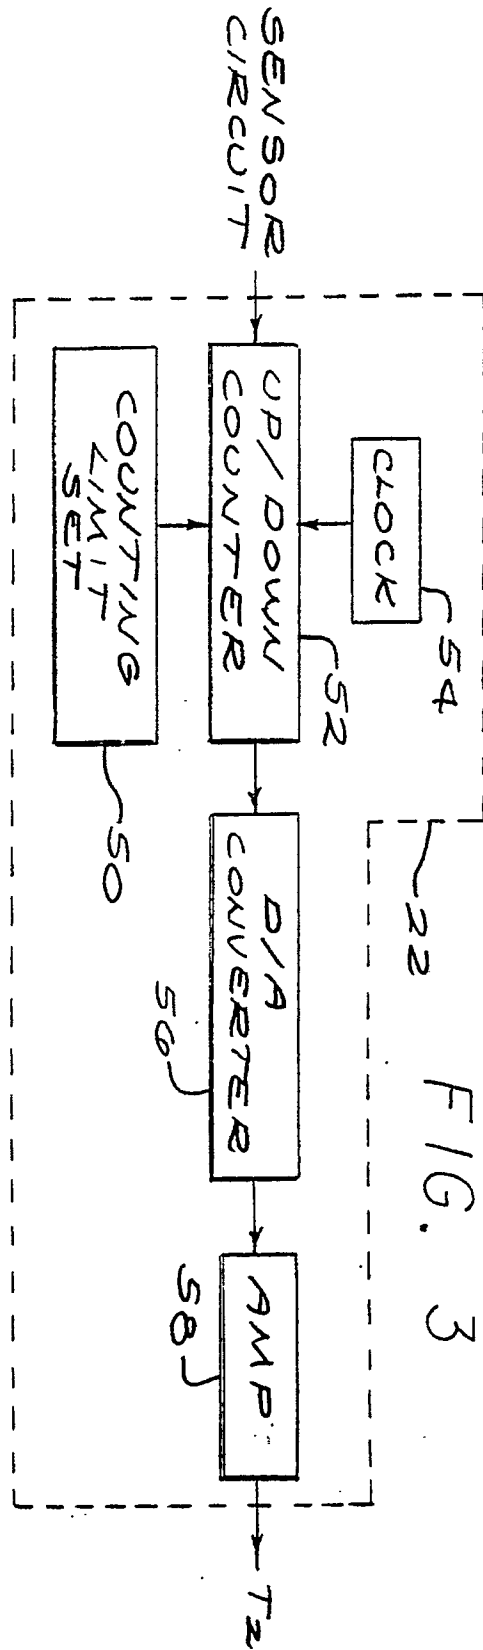 FIG. 3
22
CLOCK
54
SENSOR
CIRCUIT
UP/DOWN
COUNTER
52
D/A
CONVERTER
56
AMP
58
T2
COUNTING
LIMIT
SET
50